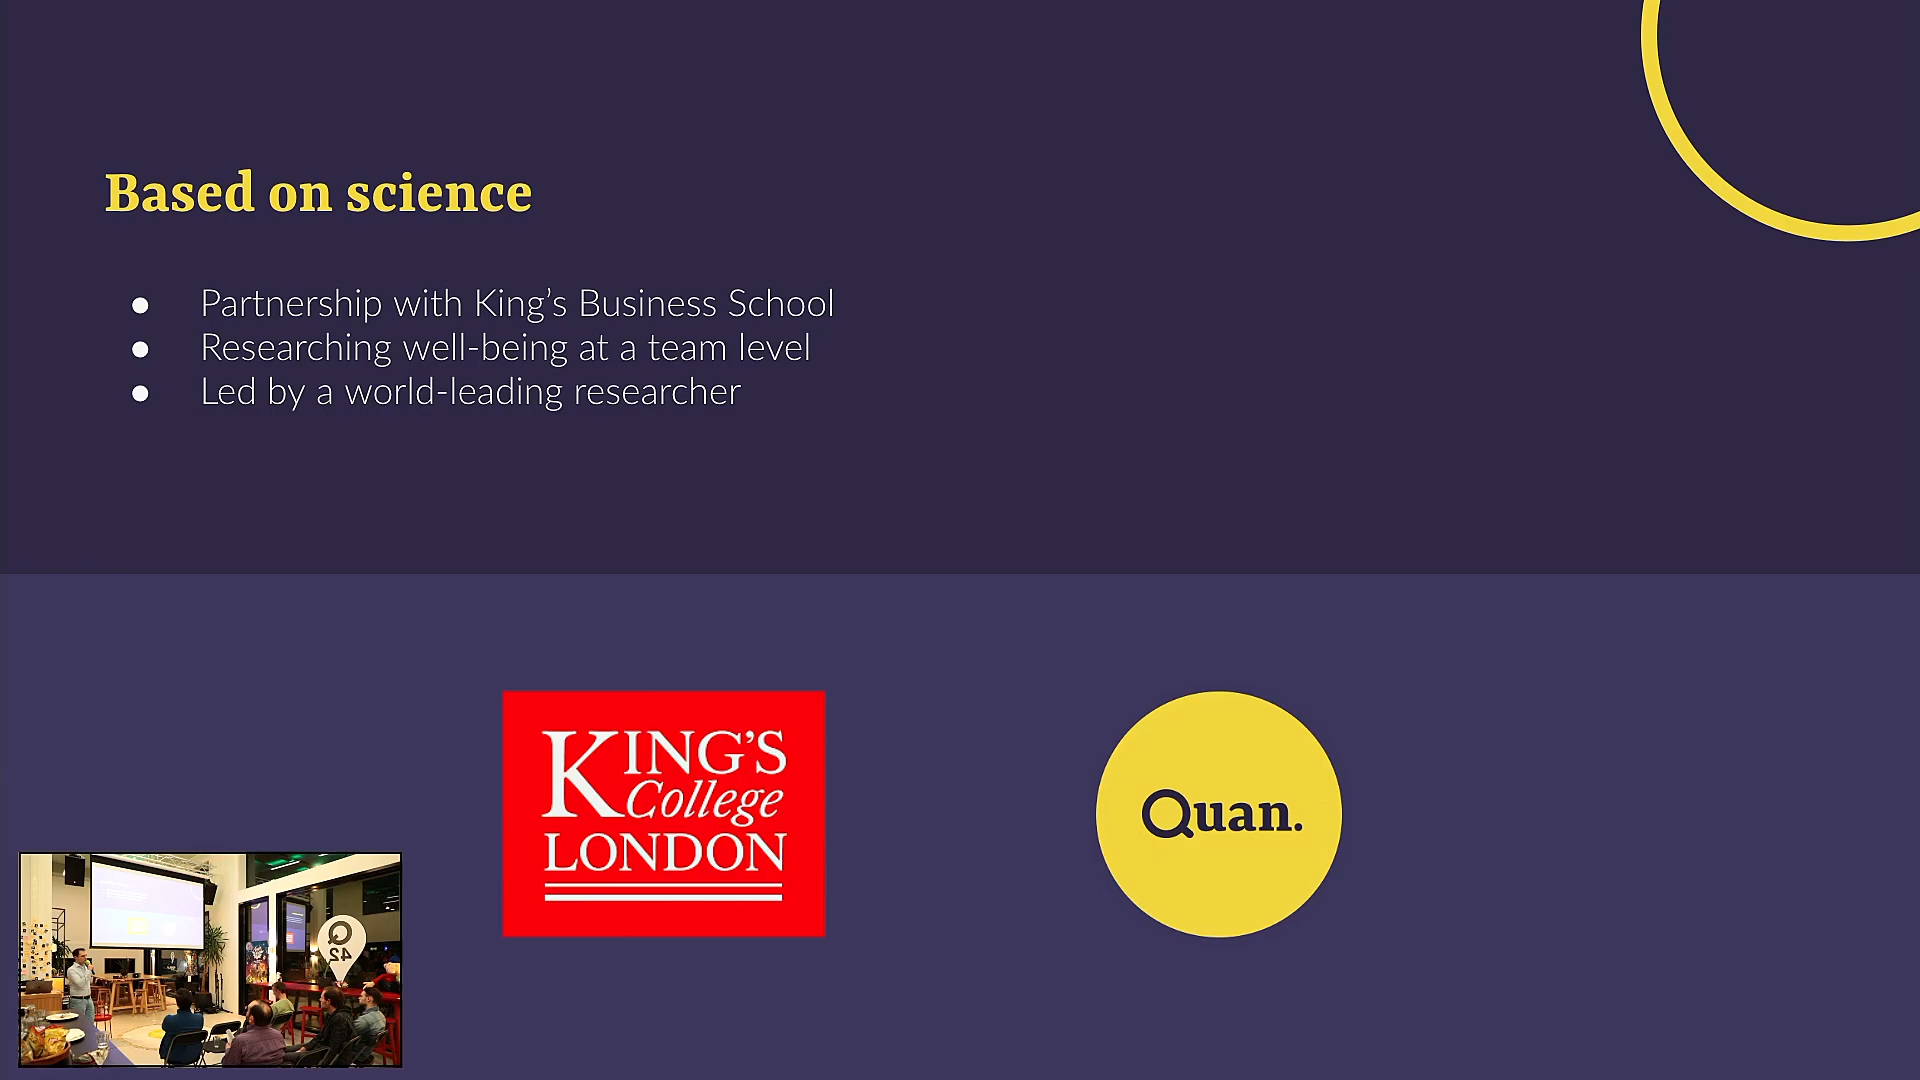 Based on science
● Partnership with King’s Business School
● Researching well-being at a team level
● Led by a world-leading researcher
KING'S
College
LONDON
Quan.
Q
42